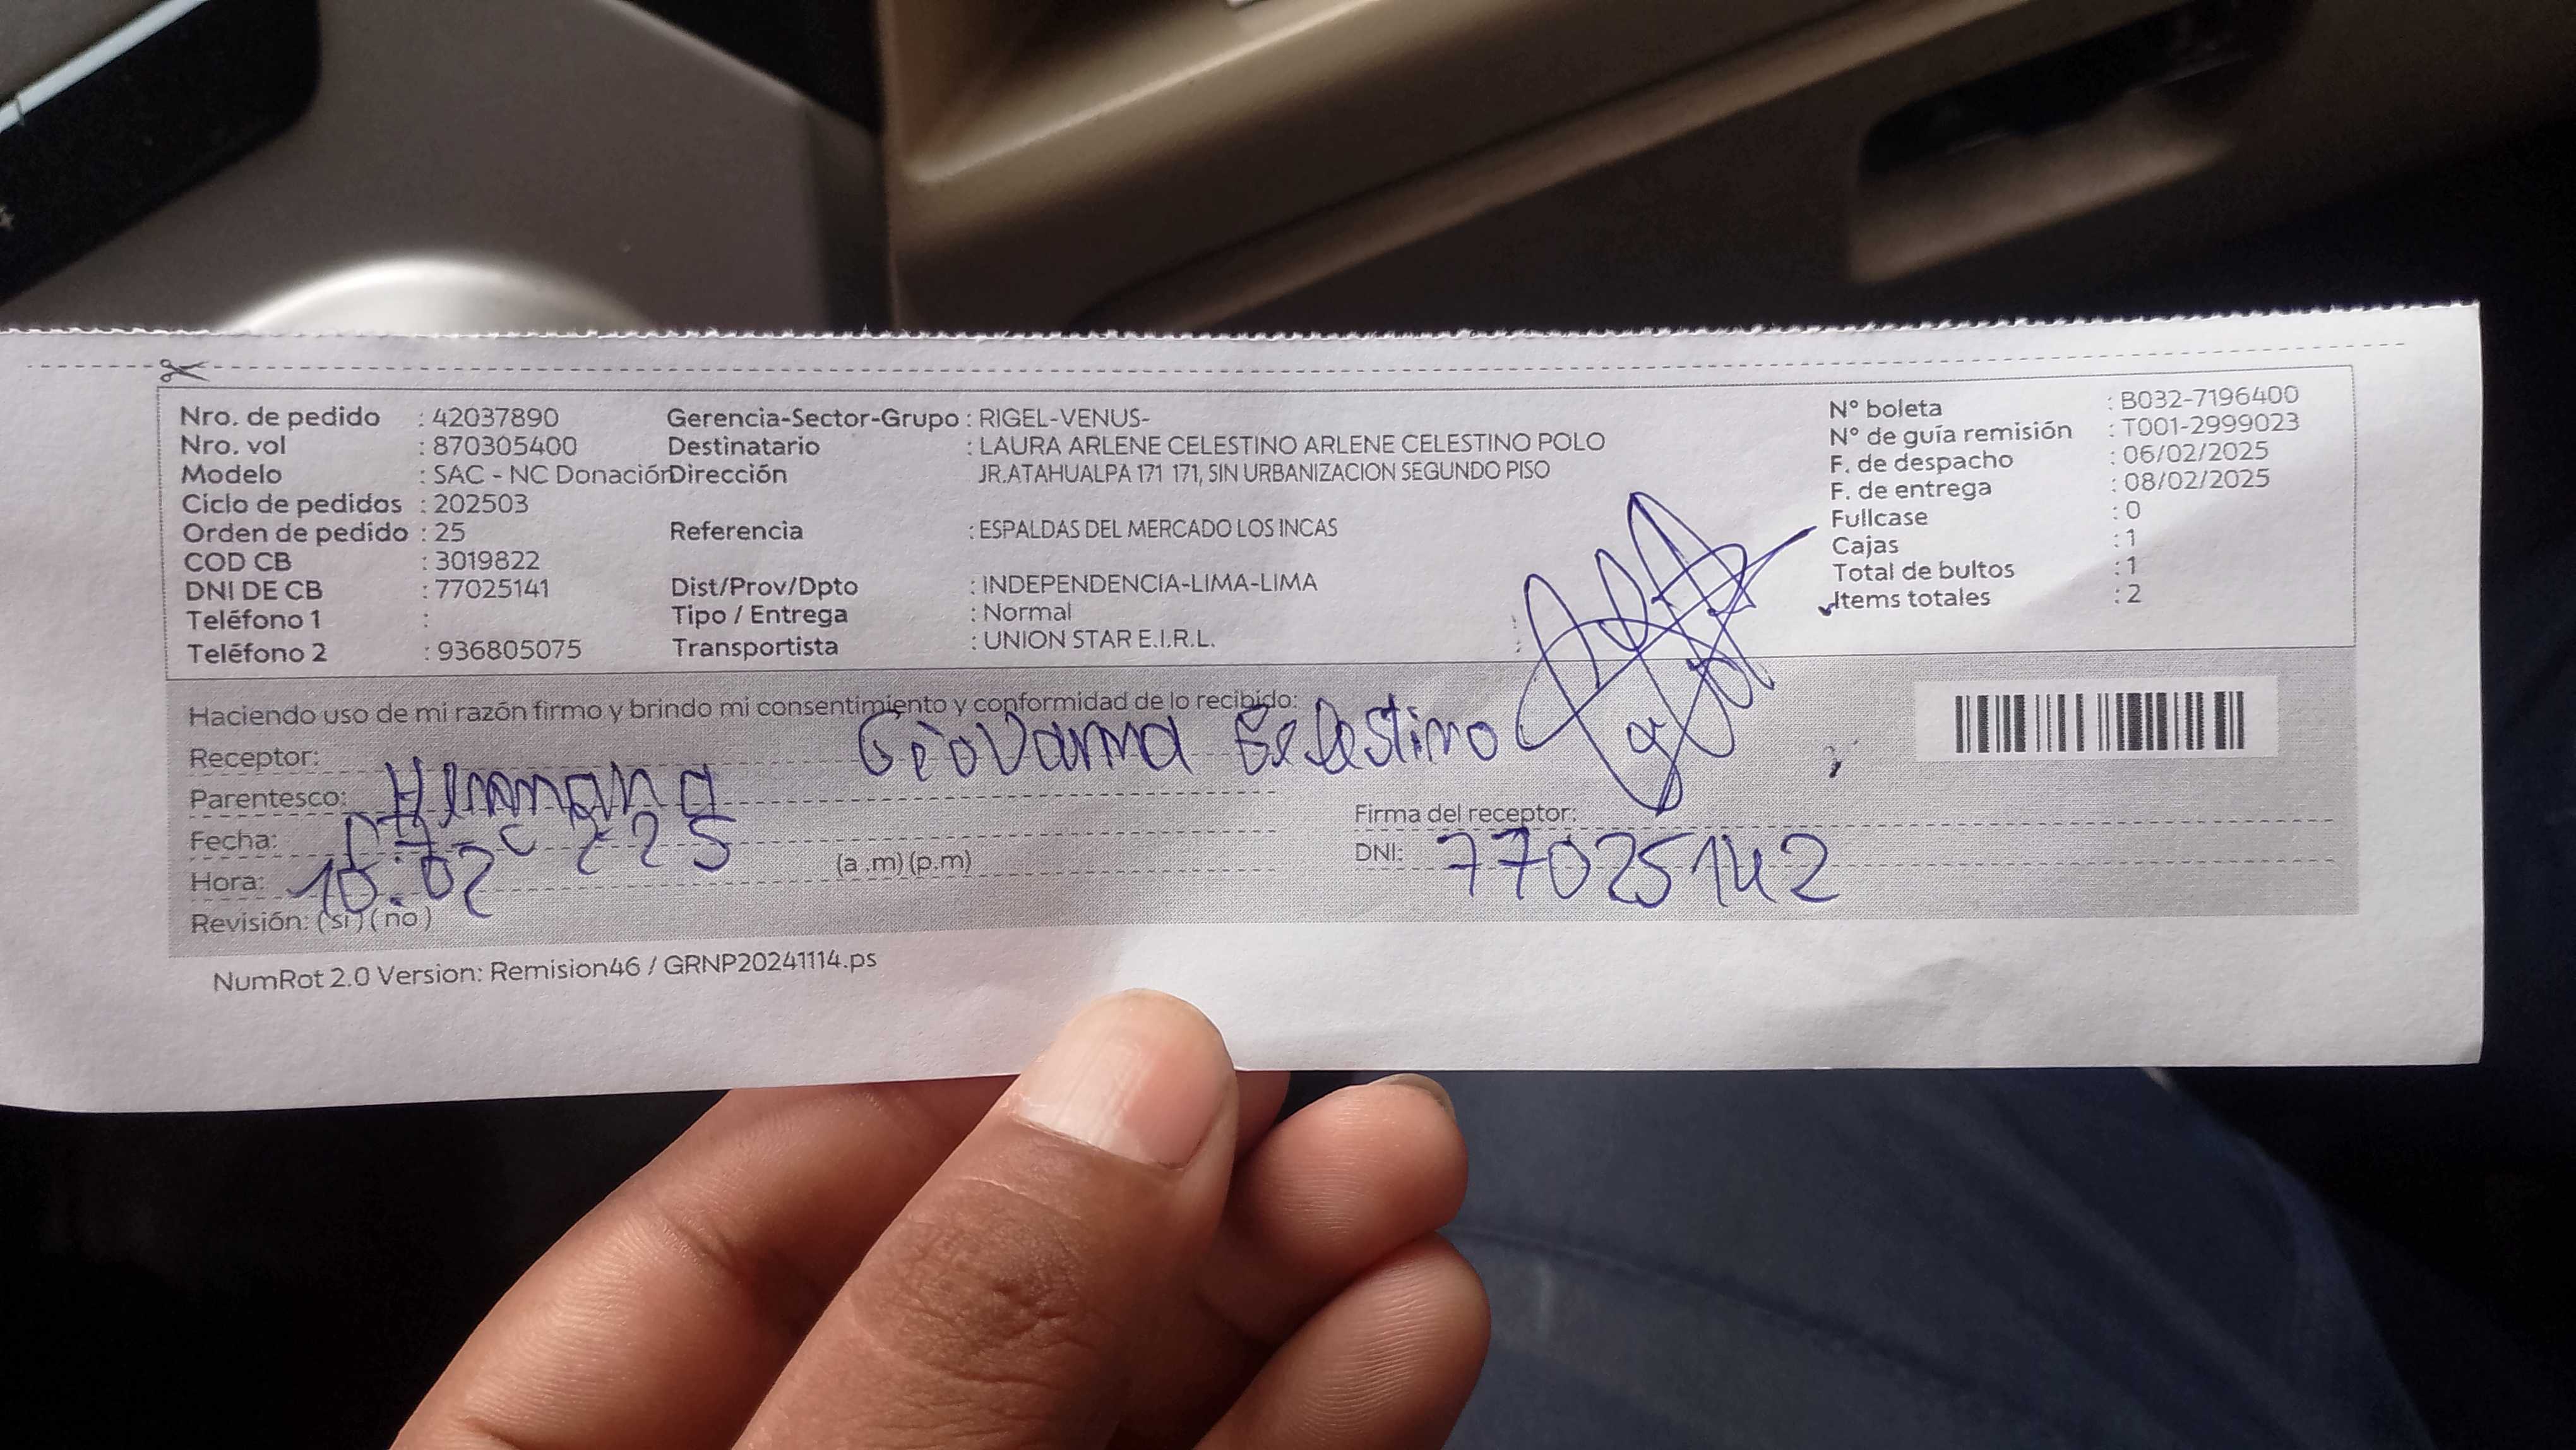 Nro. de pedido : 42037890 Gerencia-Sector-Grupo : RIGEL-VENUS- N° boleta : B032-7196400
Nro. vol : 870305400 Destinatario : LAURA ARLENE CELESTINO ARLENE CELESTINO POLO N° de guía remisión : T001-2999023
Modelo : SAC - NC Donación Dirección JR.ATAHUALPA 171 171, SIN URBANIZACION SEGUNDO PISO F. de despacho : 06/02/2025
Ciclo de pedidos : 202503 F. de entrega : 08/02/2025
Orden de pedido : 25 Referencia : ESPALDAS DEL MERCADO LOS INCAS Fullcase : 0
COD CB : 3019822 Cajas : 1
DNI DE CB : 77025141 Dist/Prov/Dpto : INDEPENDENCIA-LIMA-LIMA Total de bultos : 1
Teléfono 1 : Tipo / Entrega : Normal Items totales : 2
Teléfono 2 : 936805075 Transportista : UNION STAR E.I.R.L.
Haciendo uso de mi razón firmo y brindo mi consentimiento y conformidad de lo recibido:
Receptor: Geovanna Celestino
Parentesco: Hermana
Firma del receptor:
Fecha:
Hora: 10:02 (a .m) (p.m)
DNI: 77025142
Revisión: ( si ) ( no )
NumRot 2.0 Version: Remision46 / GRNP20241114.ps